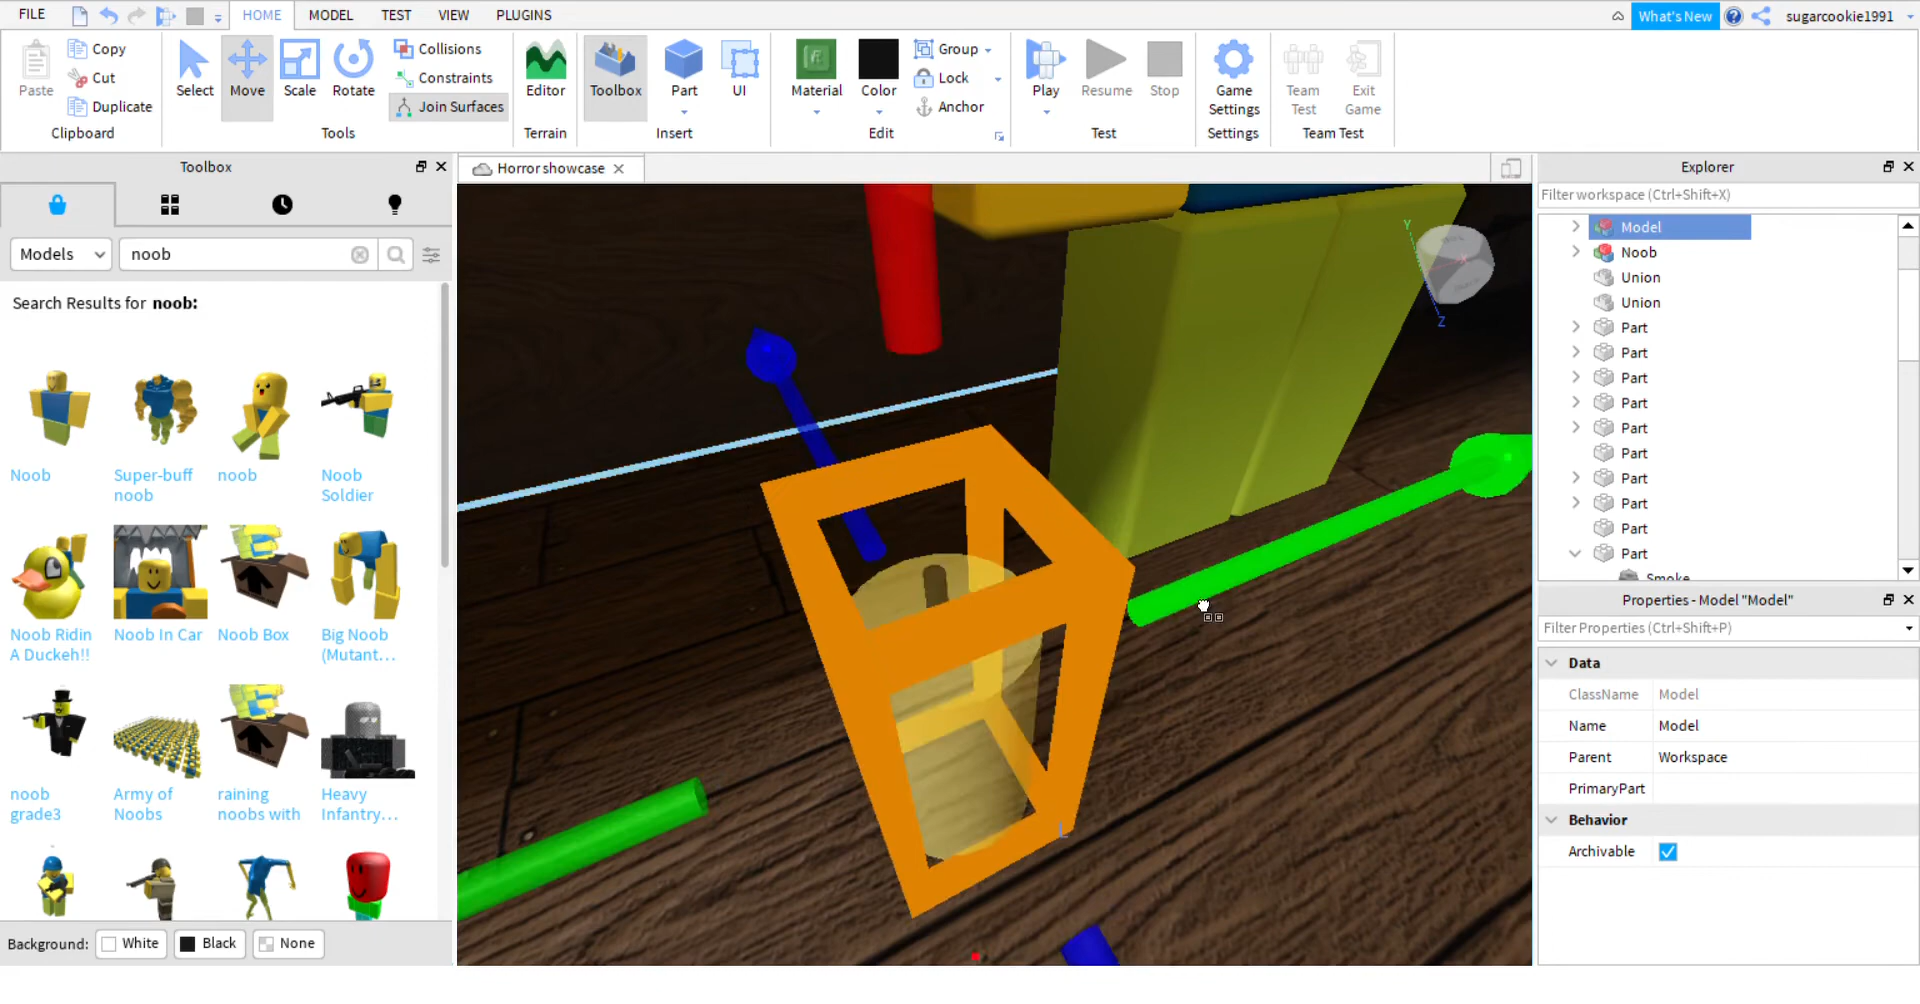 FILE
HOME
MODEL
TEST
VIEW
PLUGINS
What's New
sugarcookie1991
Paste
Copy
Cut
Duplicate
Clipboard
Select
Move
Scale
Rotate
Collisions
Constraints
Join Surfaces
Tools
Editor
Terrain
Toolbox
Part
UI
Insert
Material
Color
Group
Lock
Anchor
Edit
Play
Resume
Stop
Test
Game
Settings
Settings
Team
Test
Exit
Game
Team Test
Toolbox
Models
noob
Search Results for noob:
Noob
Super-buff
noob
noob
Noob
Soldier
Noob Ridin
A Duckeh!!
Noob In Car
Noob Box
Big Noob
(Mutant...
noob
grade3
Army of
Noobs
raining
noobs with
Heavy
Infantry...
Background:
White
Black
None
Horror showcase
Y
X
Z
Explorer
Filter workspace (Ctrl+Shift+X)
Model
Noob
Union
Union
Part
Part
Part
Part
Part
Part
Part
Part
Part
Part
Smoke
Properties - Model "Model"
Filter Properties (Ctrl+Shift+P)
Data
ClassName Model
Name Model
Parent Workspace
PrimaryPart
Behavior
Archivable